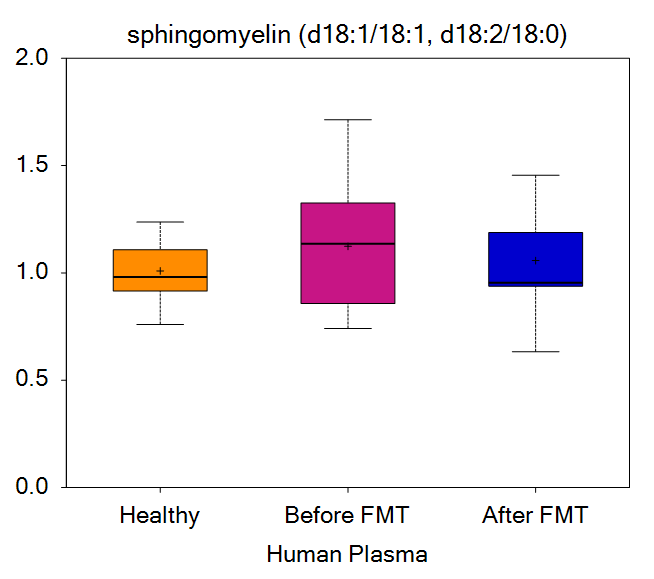 sphingomyelin (d18:1/18:1, d18:2/18:0)
2.0
1.5
1.0
0.5
0.0
Healthy Before FMT After FMT
Human Plasma